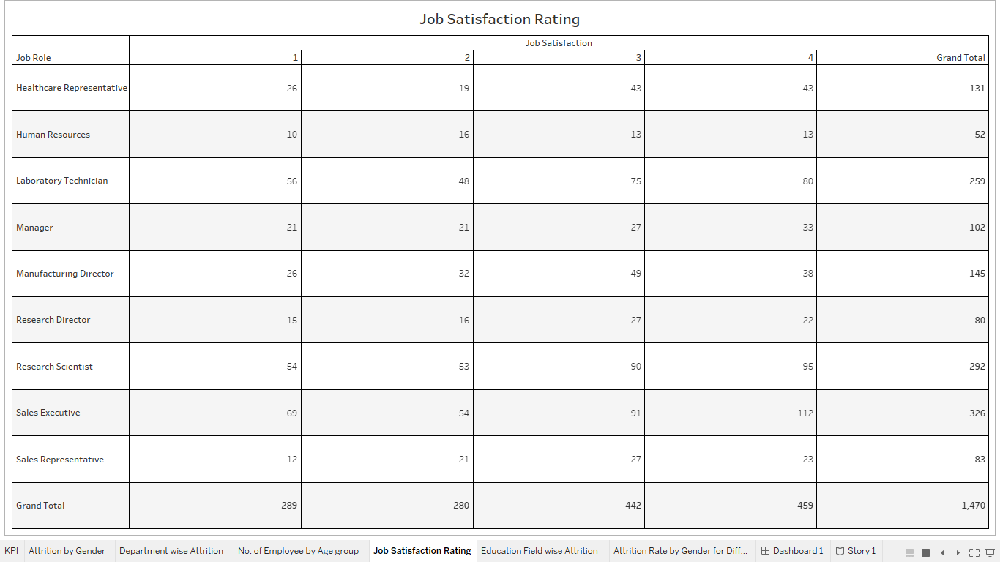 Job Satisfaction Rating
Job Satisfaction
Job Role 1 2 3 4 Grand Total
Healthcare Representative 26 19 43 43 131
Human Resources 10 16 13 13 52
Laboratory Technician 56 48 75 80 259
Manager 21 21 27 33 102
Manufacturing Director 26 32 49 38 145
Research Director 15 16 27 22 80
Research Scientist 54 53 90 95 292
Sales Executive 69 54 91 112 326
Sales Representative 12 21 27 23 83
Grand Total 289 280 442 459 1,470
KPI Attrition by Gender Department wise Attrition No. of Employee by Age group Job Satisfaction Rating Education Field wise Attrition Attrition Rate by Gender for Diff... Dashboard 1 Story 1